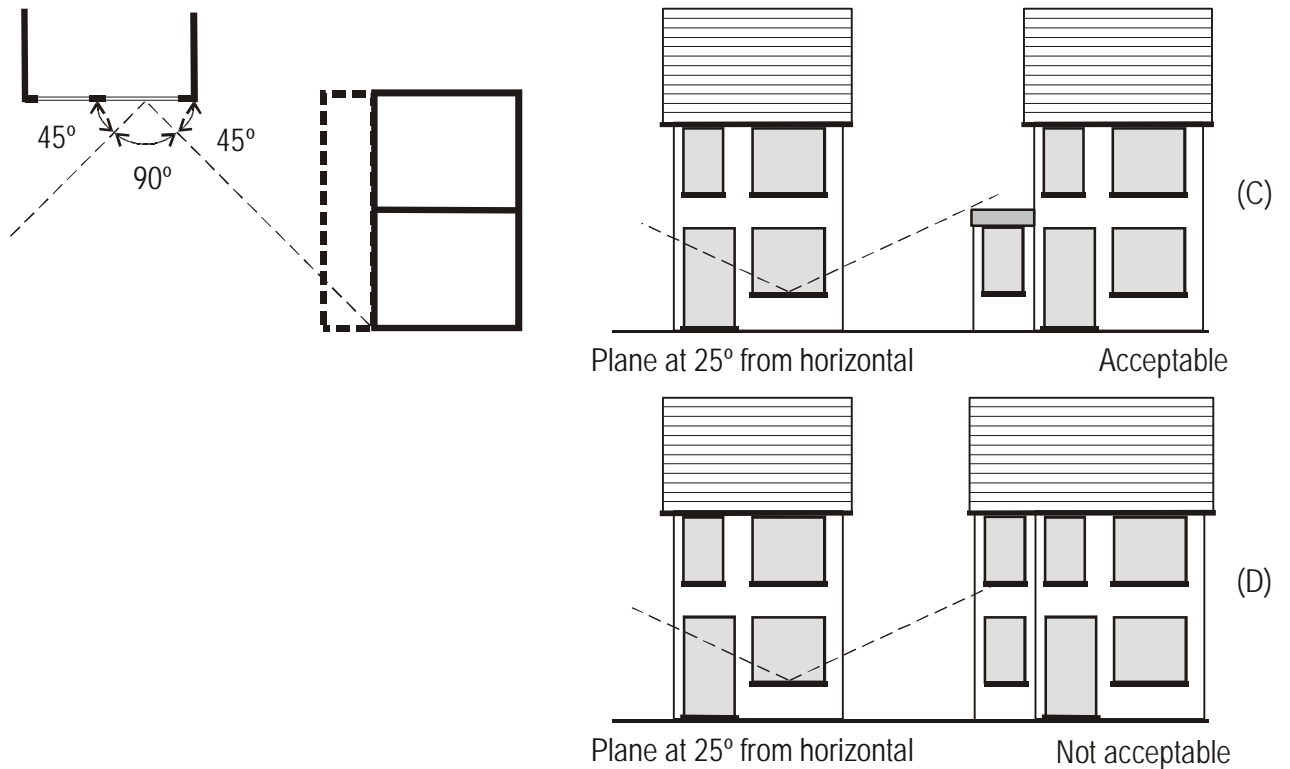 45º
90º
45º
(C)
Plane at 25º from horizontal
Acceptable
(D)
Plane at 25º from horizontal
Not acceptable